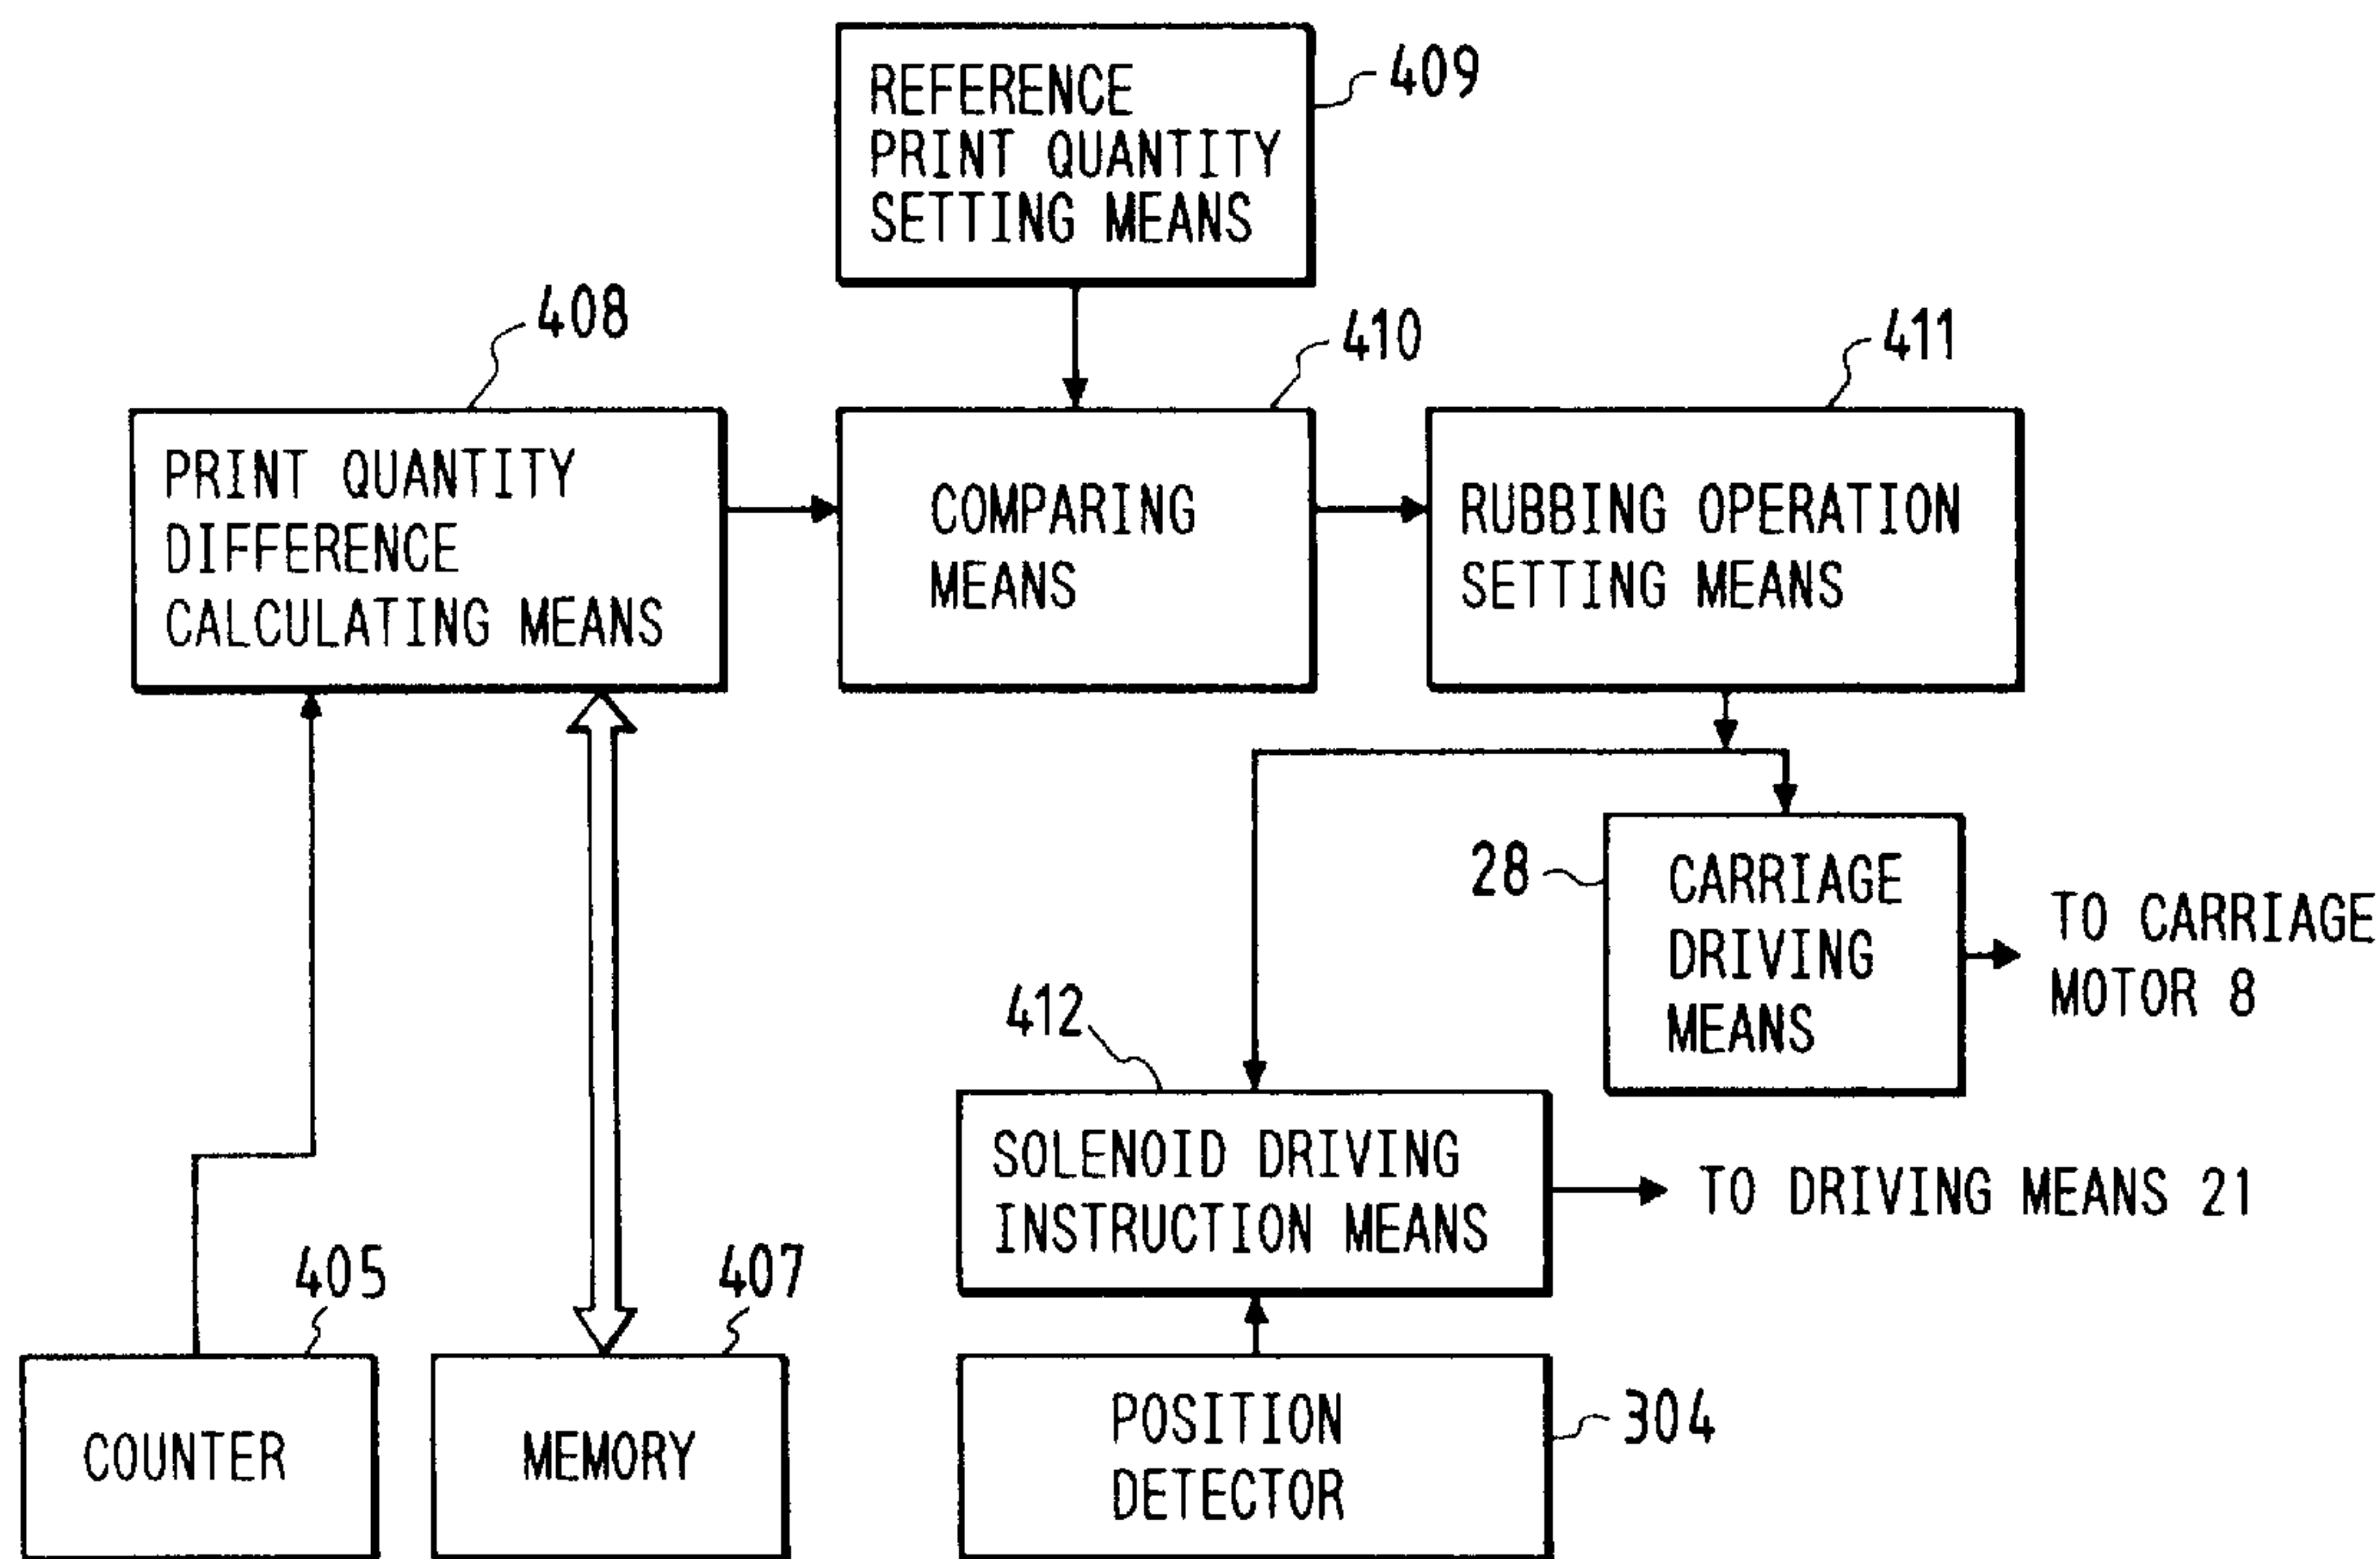 REFERENCE
PRINT QUANTITY
SETTING MEANS
409
408
410
411
PRINT QUANTITY
DIFFERENCE
CALCULATING MEANS
COMPARING
MEANS
RUBBING OPERATION
SETTING MEANS
28
CARRIAGE
DRIVING
MEANS
TO CARRIAGE
MOTOR 8
412
SOLENOID DRIVING
INSTRUCTION MEANS
TO DRIVING MEANS 21
405
407
COUNTER
MEMORY
POSITION
DETECTOR
304